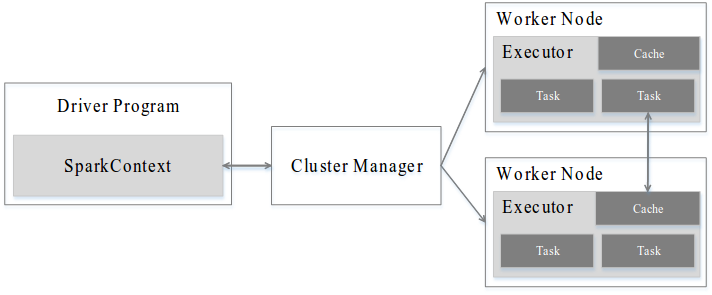 Driver Program
SparkContext
Cluster Manager
Worker Node
Executor
Cache
Task
Task
Worker Node
Executor
Cache
Task
Task